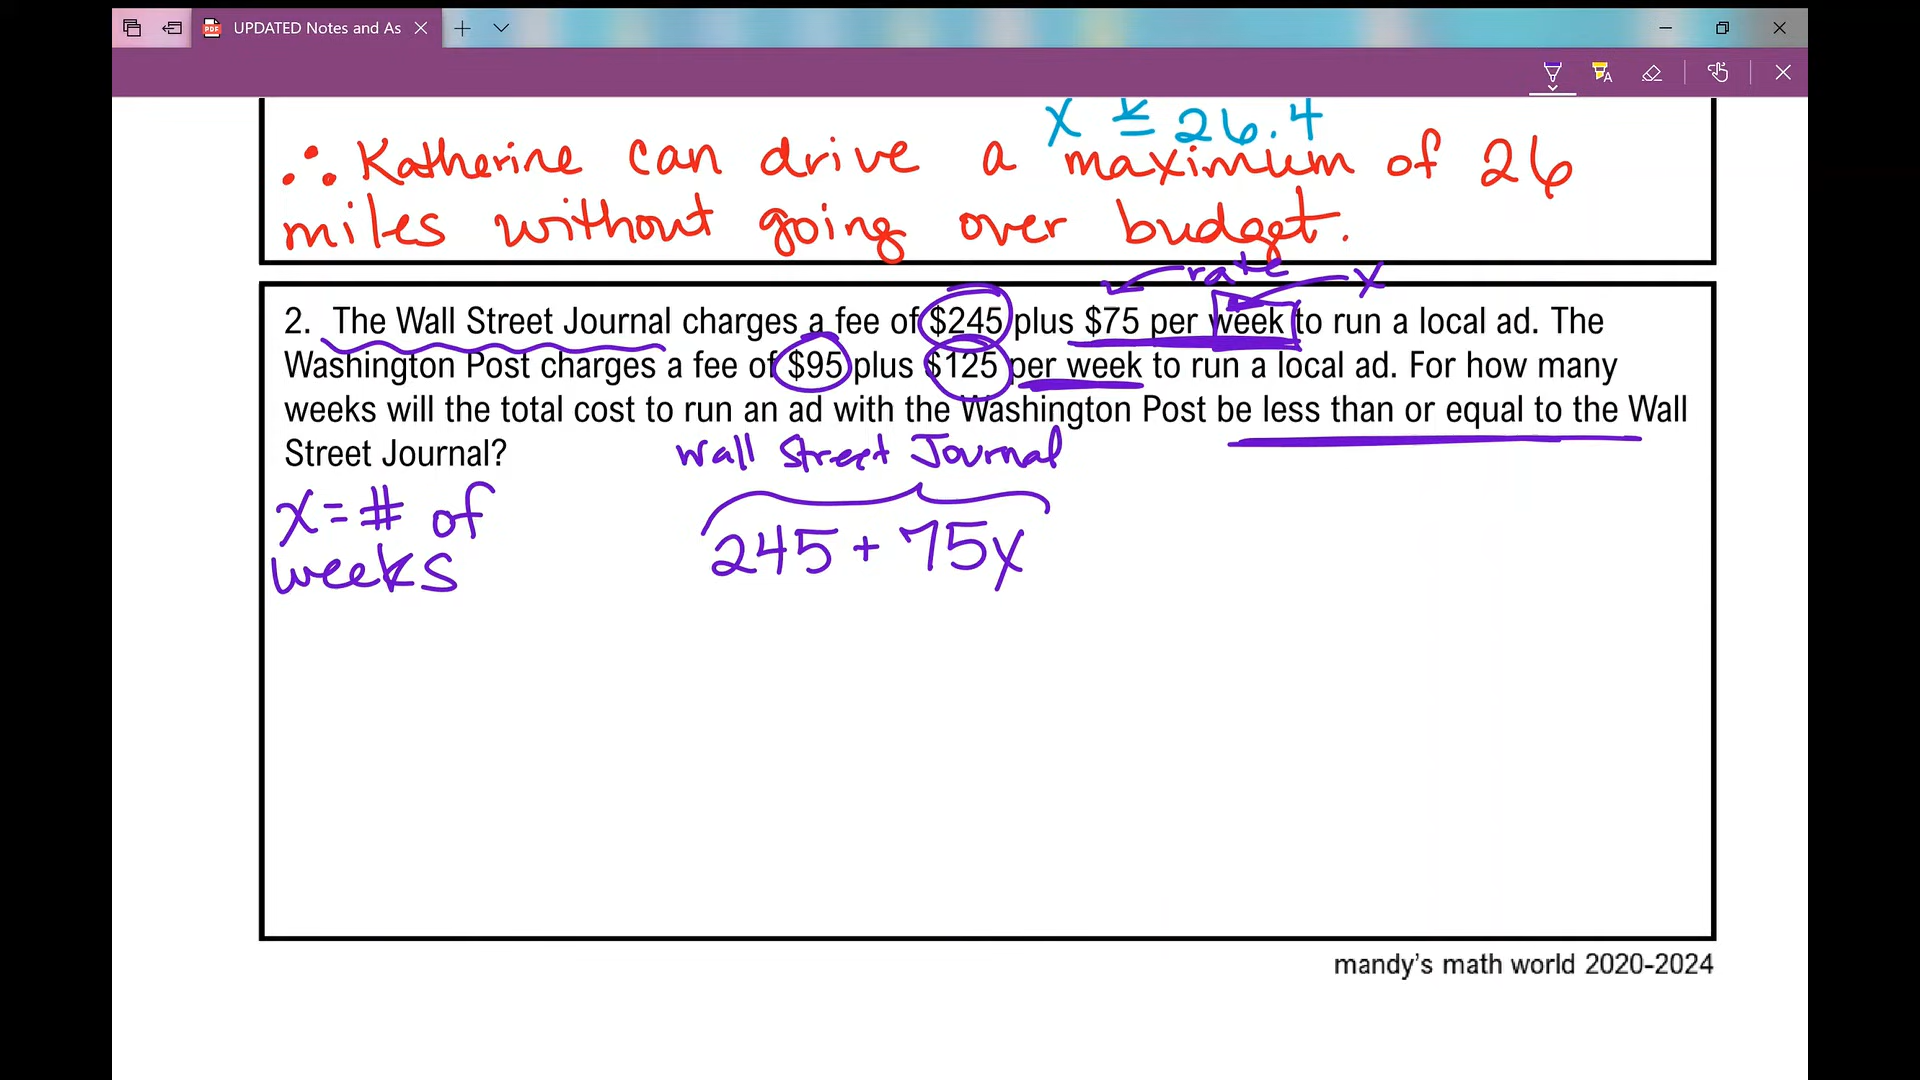 UPDATED Notes and As
x ≤ 26.4
∴ Katherine can drive a maximum of 26
miles without going over budget.
rate x
2. The Wall Street Journal charges a fee of $245 plus $75 per week to run a local ad. The
Washington Post charges a fee of $95 plus $125 per week to run a local ad. For how many
weeks will the total cost to run an ad with the Washington Post be less than or equal to the Wall
Street Journal?
Wall Street Journal
x = # of
weeks
245 + 75x
mandy's math world 2020-2024